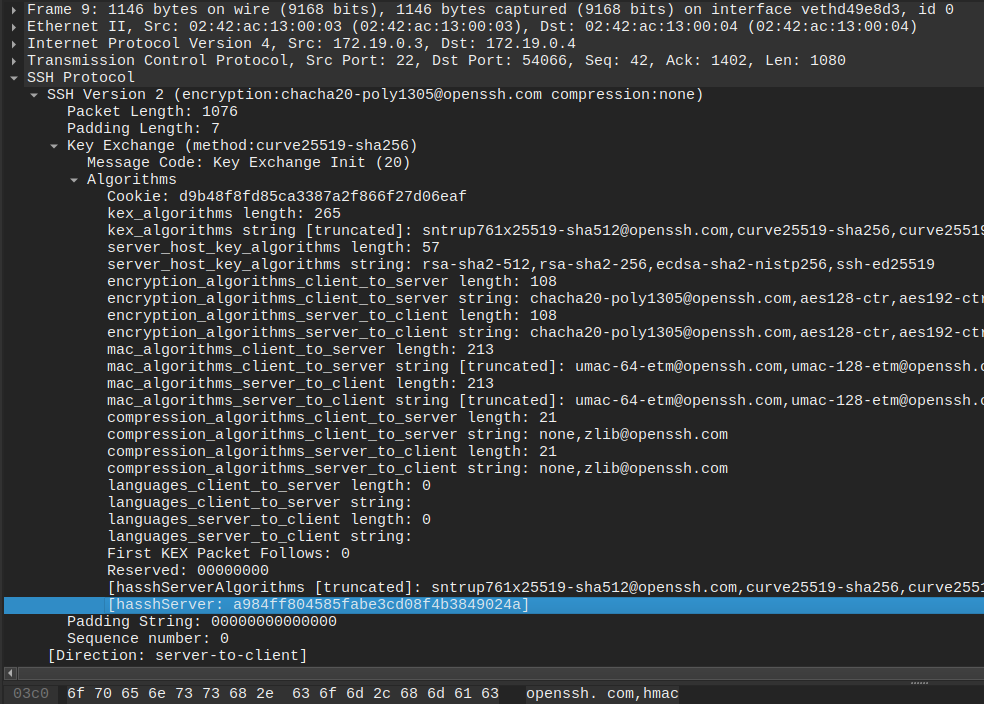 Frame 9: 1146 bytes on wire (9168 bits), 1146 bytes captured (9168 bits) on interface vethd49e8d3, id 0
Ethernet II, Src: 02:42:ac:13:00:03 (02:42:ac:13:00:03), Dst: 02:42:ac:13:00:04 (02:42:ac:13:00:04)
Internet Protocol Version 4, Src: 172.19.0.3, Dst: 172.19.0.4
Transmission Control Protocol, Src Port: 22, Dst Port: 54066, Seq: 42, Ack: 1402, Len: 1080
SSH Protocol
SSH Version 2 (encryption:chacha20-poly1305@openssh.com compression:none)
Packet Length: 1076
Padding Length: 7
Key Exchange (method:curve25519-sha256)
Message Code: Key Exchange Init (20)
Algorithms
Cookie: d9b48f8fd85ca3387a2f866f27d06eaf
kex_algorithms length: 265
kex_algorithms string [truncated]: sntrup761x25519-sha512@openssh.com,curve25519-sha256,curve25519
server_host_key_algorithms length: 57
server_host_key_algorithms string: rsa-sha2-512,rsa-sha2-256,ecdsa-sha2-nistp256,ssh-ed25519
encryption_algorithms_client_to_server length: 108
encryption_algorithms_client_to_server string: chacha20-poly1305@openssh.com,aes128-ctr,aes192-ctr
encryption_algorithms_server_to_client length: 108
encryption_algorithms_server_to_client string: chacha20-poly1305@openssh.com,aes128-ctr,aes192-ctr
mac_algorithms_client_to_server length: 213
mac_algorithms_client_to_server string [truncated]: umac-64-etm@openssh.com,umac-128-etm@openssh.c
mac_algorithms_server_to_client length: 213
mac_algorithms_server_to_client string [truncated]: umac-64-etm@openssh.com,umac-128-etm@openssh.c
compression_algorithms_client_to_server length: 21
compression_algorithms_client_to_server string: none,zlib@openssh.com
compression_algorithms_server_to_client length: 21
compression_algorithms_server_to_client string: none,zlib@openssh.com
languages_client_to_server length: 0
languages_client_to_server string:
languages_server_to_client length: 0
languages_server_to_client string:
First KEX Packet Follows: 0
Reserved: 00000000
[hasshServerAlgorithms [truncated]: sntrup761x25519-sha512@openssh.com,curve25519-sha256,curve2551
[hasshServer: a984ff804585fabe3cd08f4b3849024a]
Padding String: 00000000000000
Sequence number: 0
[Direction: server-to-client]
03c0 6f 70 65 6e 73 73 68 2e 63 6f 6d 2c 68 6d 61 63 openssh. com,hmac